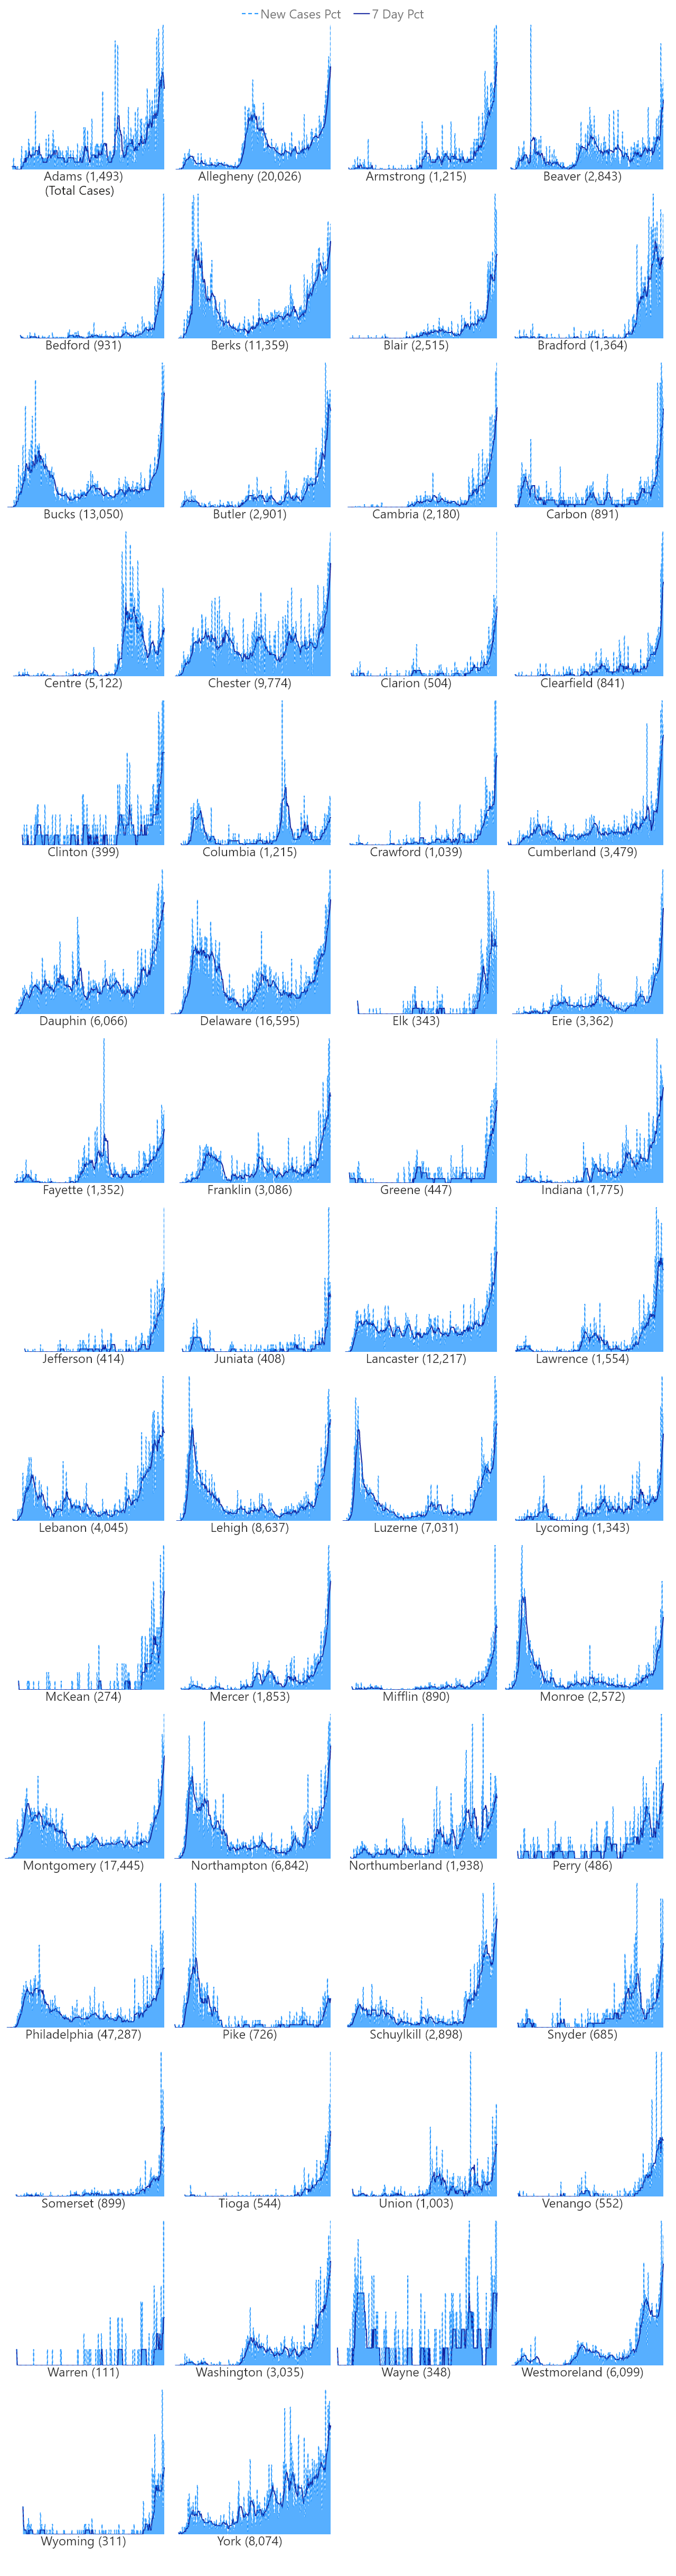 New Cases Pct 7 Day Pct
Adams (1,493) Allegheny (20,026) Armstrong (1,215) Beaver (2,843)
(Total Cases)
Bedford (931) Berks (11,359) Blair (2,515) Bradford (1,364)
Bucks (13,050) Butler (2,901) Cambria (2,180) Carbon (891)
Centre (5,122) Chester (9,774) Clarion (504) Clearfield (841)
Clinton (399) Columbia (1,215) Crawford (1,039) Cumberland (3,479)
Dauphin (6,066) Delaware (16,595) Elk (343) Erie (3,362)
Fayette (1,352) Franklin (3,086) Greene (447) Indiana (1,775)
Jefferson (414) Juniata (408) Lancaster (12,217) Lawrence (1,554)
Lebanon (4,045) Lehigh (8,637) Luzerne (7,031) Lycoming (1,343)
McKean (274) Mercer (1,853) Mifflin (890) Monroe (2,572)
Montgomery (17,445) Northampton (6,842) Northumberland (1,938) Perry (486)
Philadelphia (47,287) Pike (726) Schuylkill (2,898) Snyder (685)
Somerset (899) Tioga (544) Union (1,003) Venango (552)
Warren (111) Washington (3,035) Wayne (348) Westmoreland (6,099)
Wyoming (311) York (8,074)